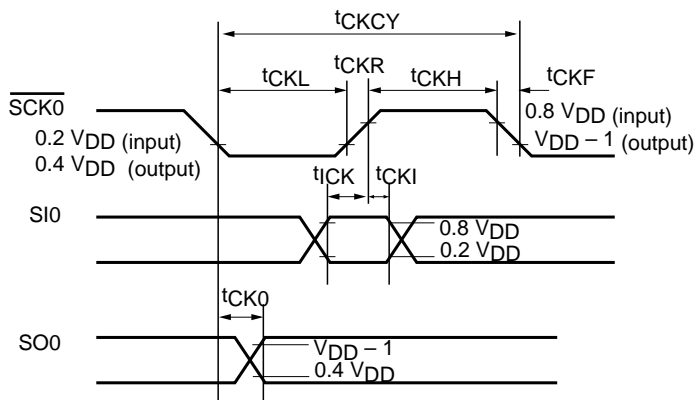 tCKCY
tCKR
tCKL
tCKH
tCKF
SCK0
0.8 VDD (input)
0.2 VDD (input)
VDD – 1 (output)
0.4 VDD (output)
tICK
tCKI
SI0
0.8 VDD
0.2 VDD
tCK0
SO0
VDD – 1
0.4 VDD